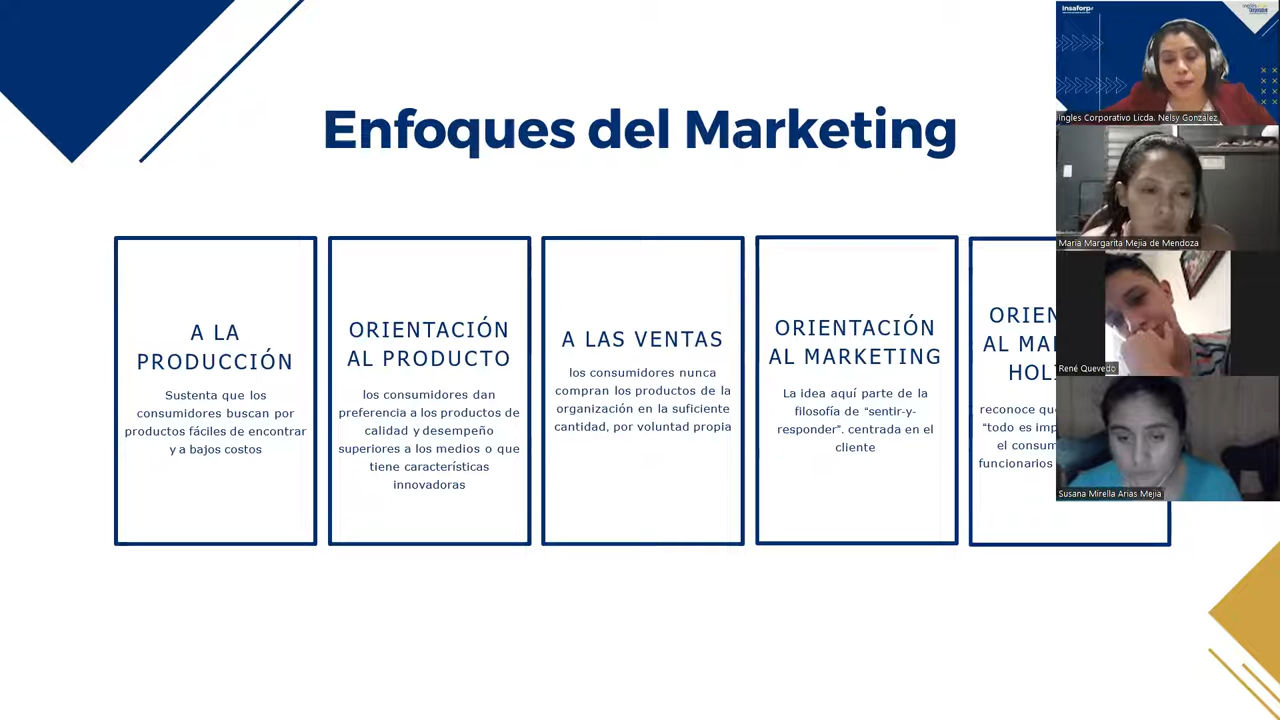 Enfoques del Marketing
A LA
PRODUCCIÓN
Sustenta que los
consumidores buscan por
productos fáciles de encontrar
y a bajos costos
ORIENTACIÓN
AL PRODUCTO
los consumidores dan
preferencia a los productos de
calidad y desempeño
superiores a los medios o que
tiene características
innovadoras
A LAS VENTAS
los consumidores nunca
compran los productos de la
organización en la suficiente
cantidad, por voluntad propia
ORIENTACIÓN
AL MARKETING
La idea aquí parte de la
filosofía de “sentir-y-
responder”. centrada en el
cliente
ORIEN
AL MA
HOL
reconoce qu
“todo es imp
el consum
funcionarios
Insaforp
Ingles Corporativo Licda. Nelsy González
María Margarita Mejia de Mendoza
René Quevedo
Susana Mirella Arias Mejia